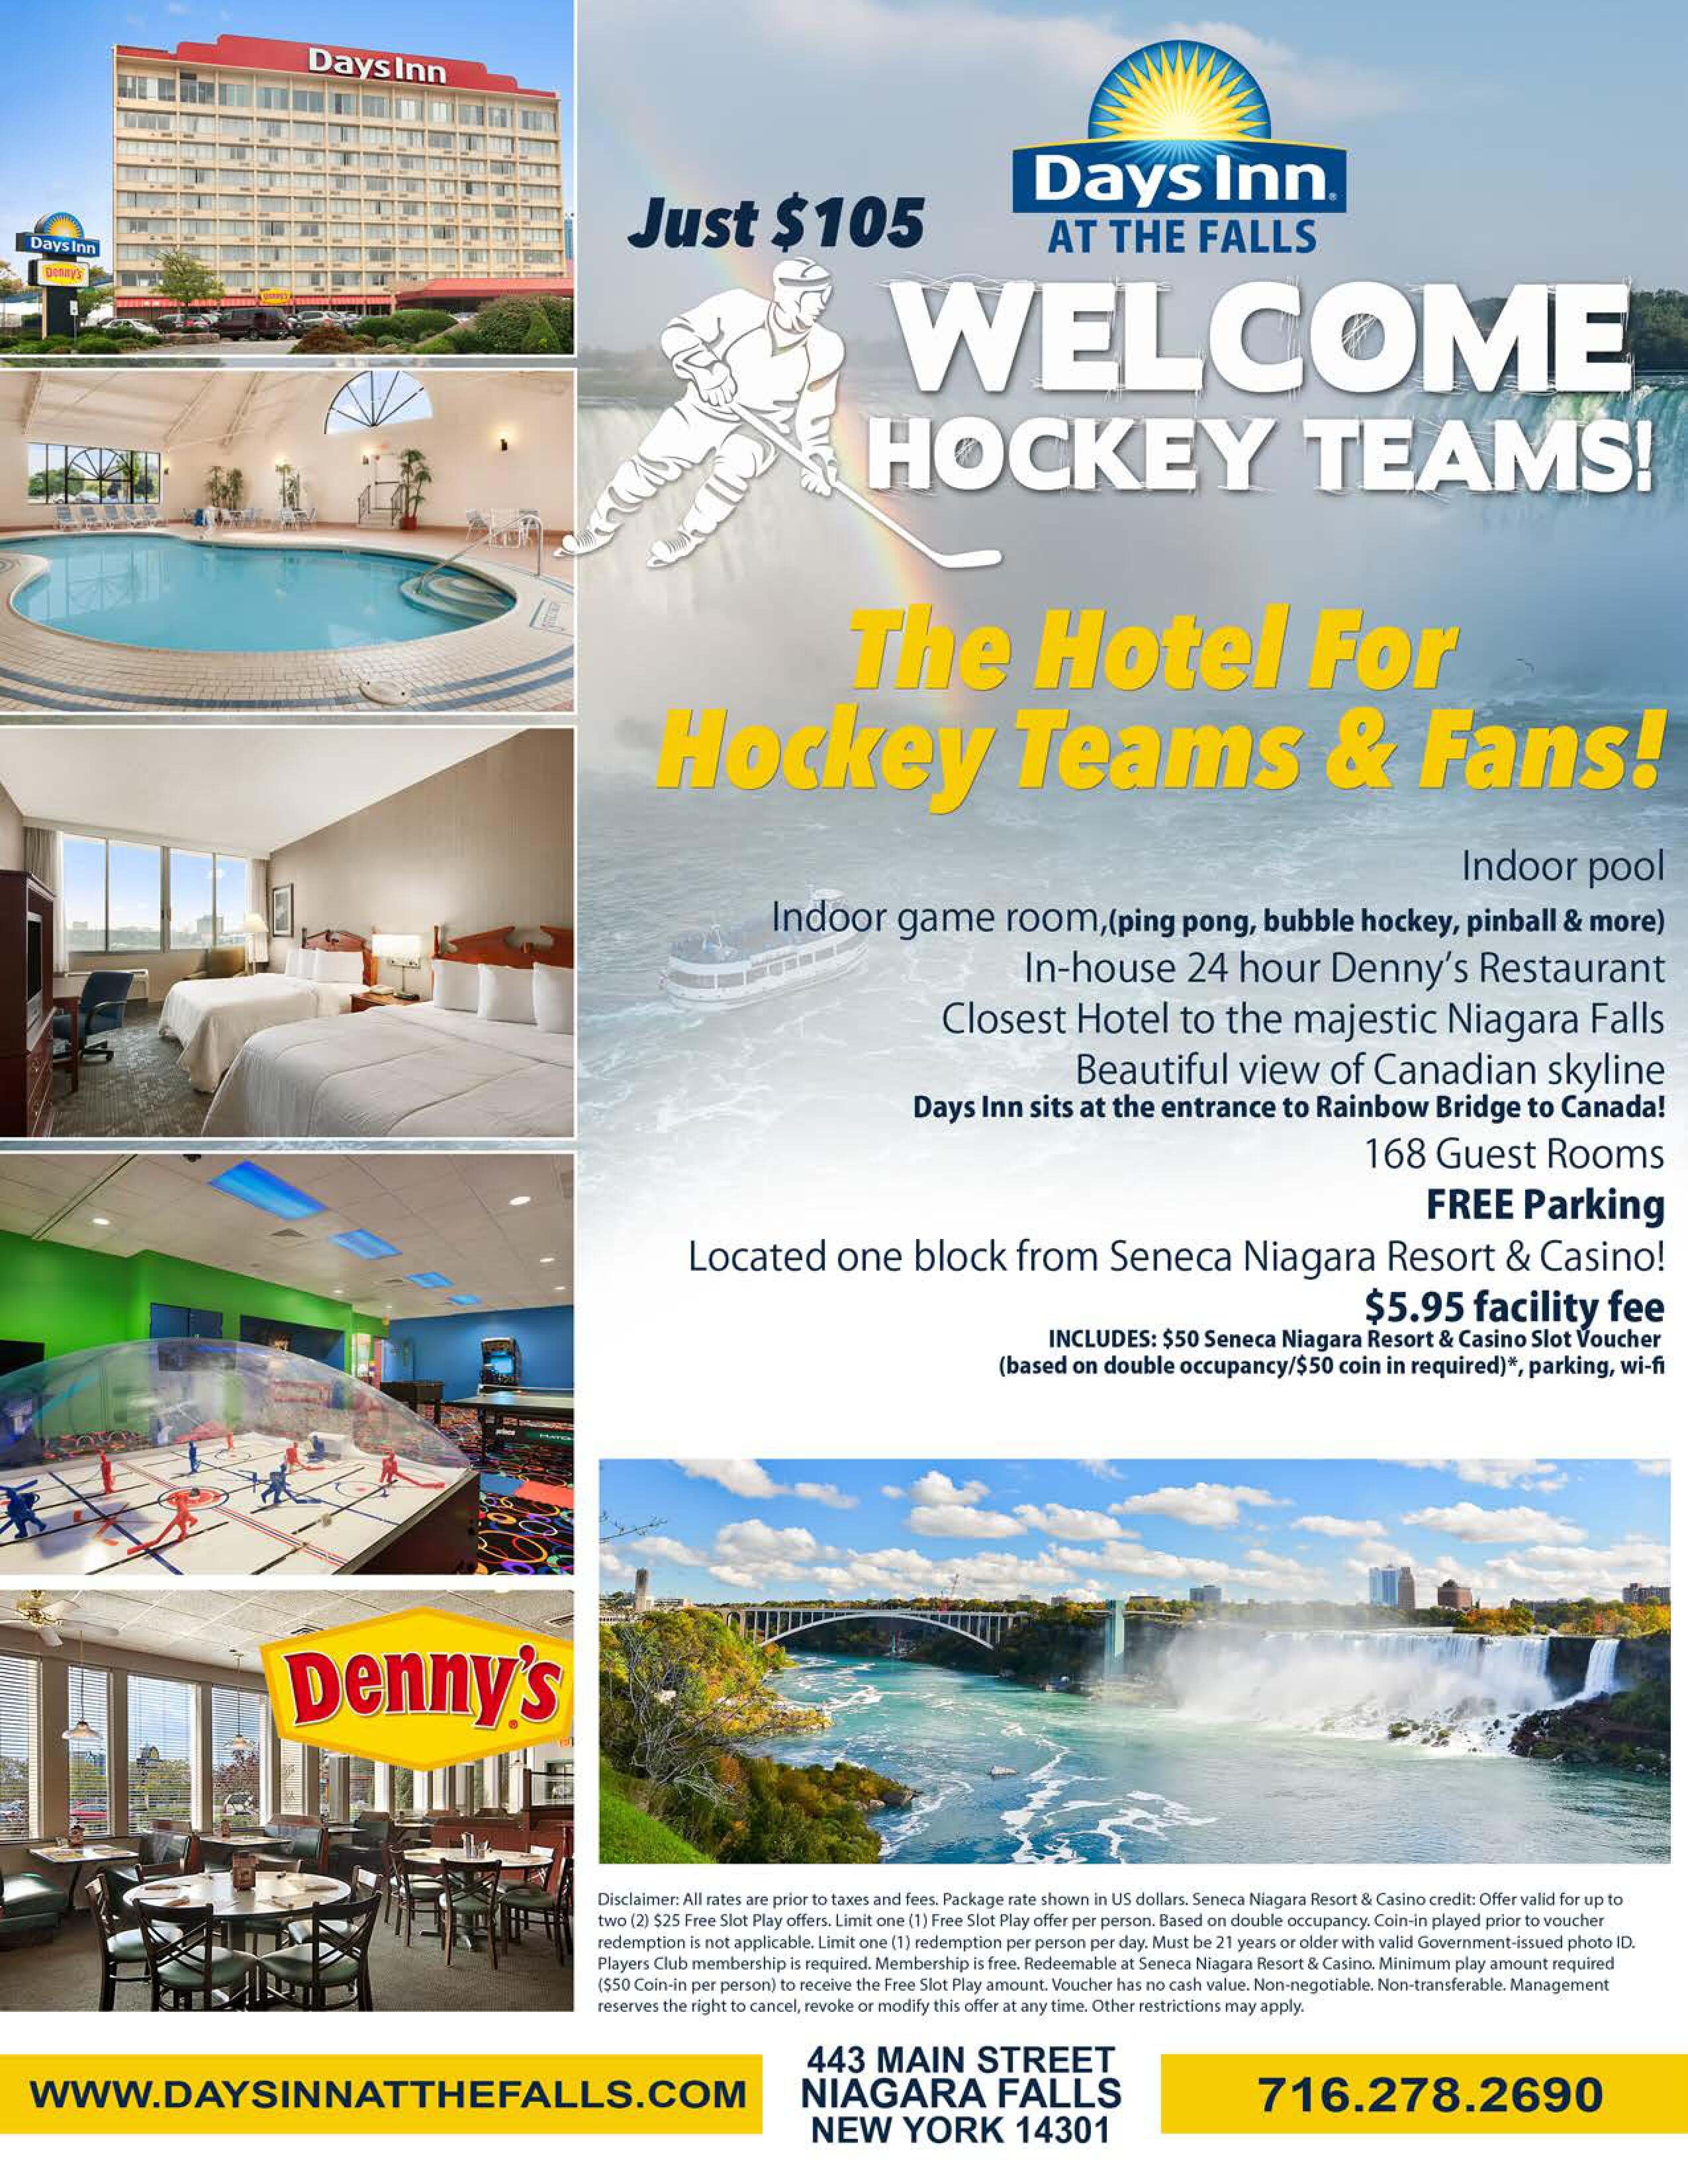 Days Inn
Days Inn
Denny's
Denny's
Just $105
Days Inn®
AT THE FALLS
WELCOME
HOCKEY TEAMS!
The Hotel For
Hockey Teams & Fans!
Indoor pool
Indoor game room,(ping pong, bubble hockey, pinball & more)
In-house 24 hour Denny's Restaurant
Closest Hotel to the majestic Niagara Falls
Beautiful view of Canadian skyline
Days Inn sits at the entrance to Rainbow Bridge to Canada!
168 Guest Rooms
FREE Parking
Located one block from Seneca Niagara Resort & Casino!
$5.95 facility fee
INCLUDES: $50 Seneca Niagara Resort & Casino Slot Voucher
(based on double occupancy/$50 coin in required)*, parking, wi-fi
prince
Denny's®
Disclaimer: All rates are prior to taxes and fees. Package rate shown in US dollars. Seneca Niagara Resort & Casino credit: Offer valid for up to
two (2) $25 Free Slot Play offers. Limit one (1) Free Slot Play offer per person. Based on double occupancy. Coin-in played prior to voucher
redemption is not applicable. Limit one (1) redemption per person per day. Must be 21 years or older with valid Government-issued photo ID.
Players Club membership is required. Membership is free. Redeemable at Seneca Niagara Resort & Casino. Minimum play amount required
($50 Coin-in per person) to receive the Free Slot Play amount. Voucher has no cash value. Non-negotiable. Non-transferable. Management
reserves the right to cancel, revoke or modify this offer at any time. Other restrictions may apply.
WWW.DAYSINNATTHEFALLS.COM
443 MAIN STREET
NIAGARA FALLS
NEW YORK 14301
716.278.2690